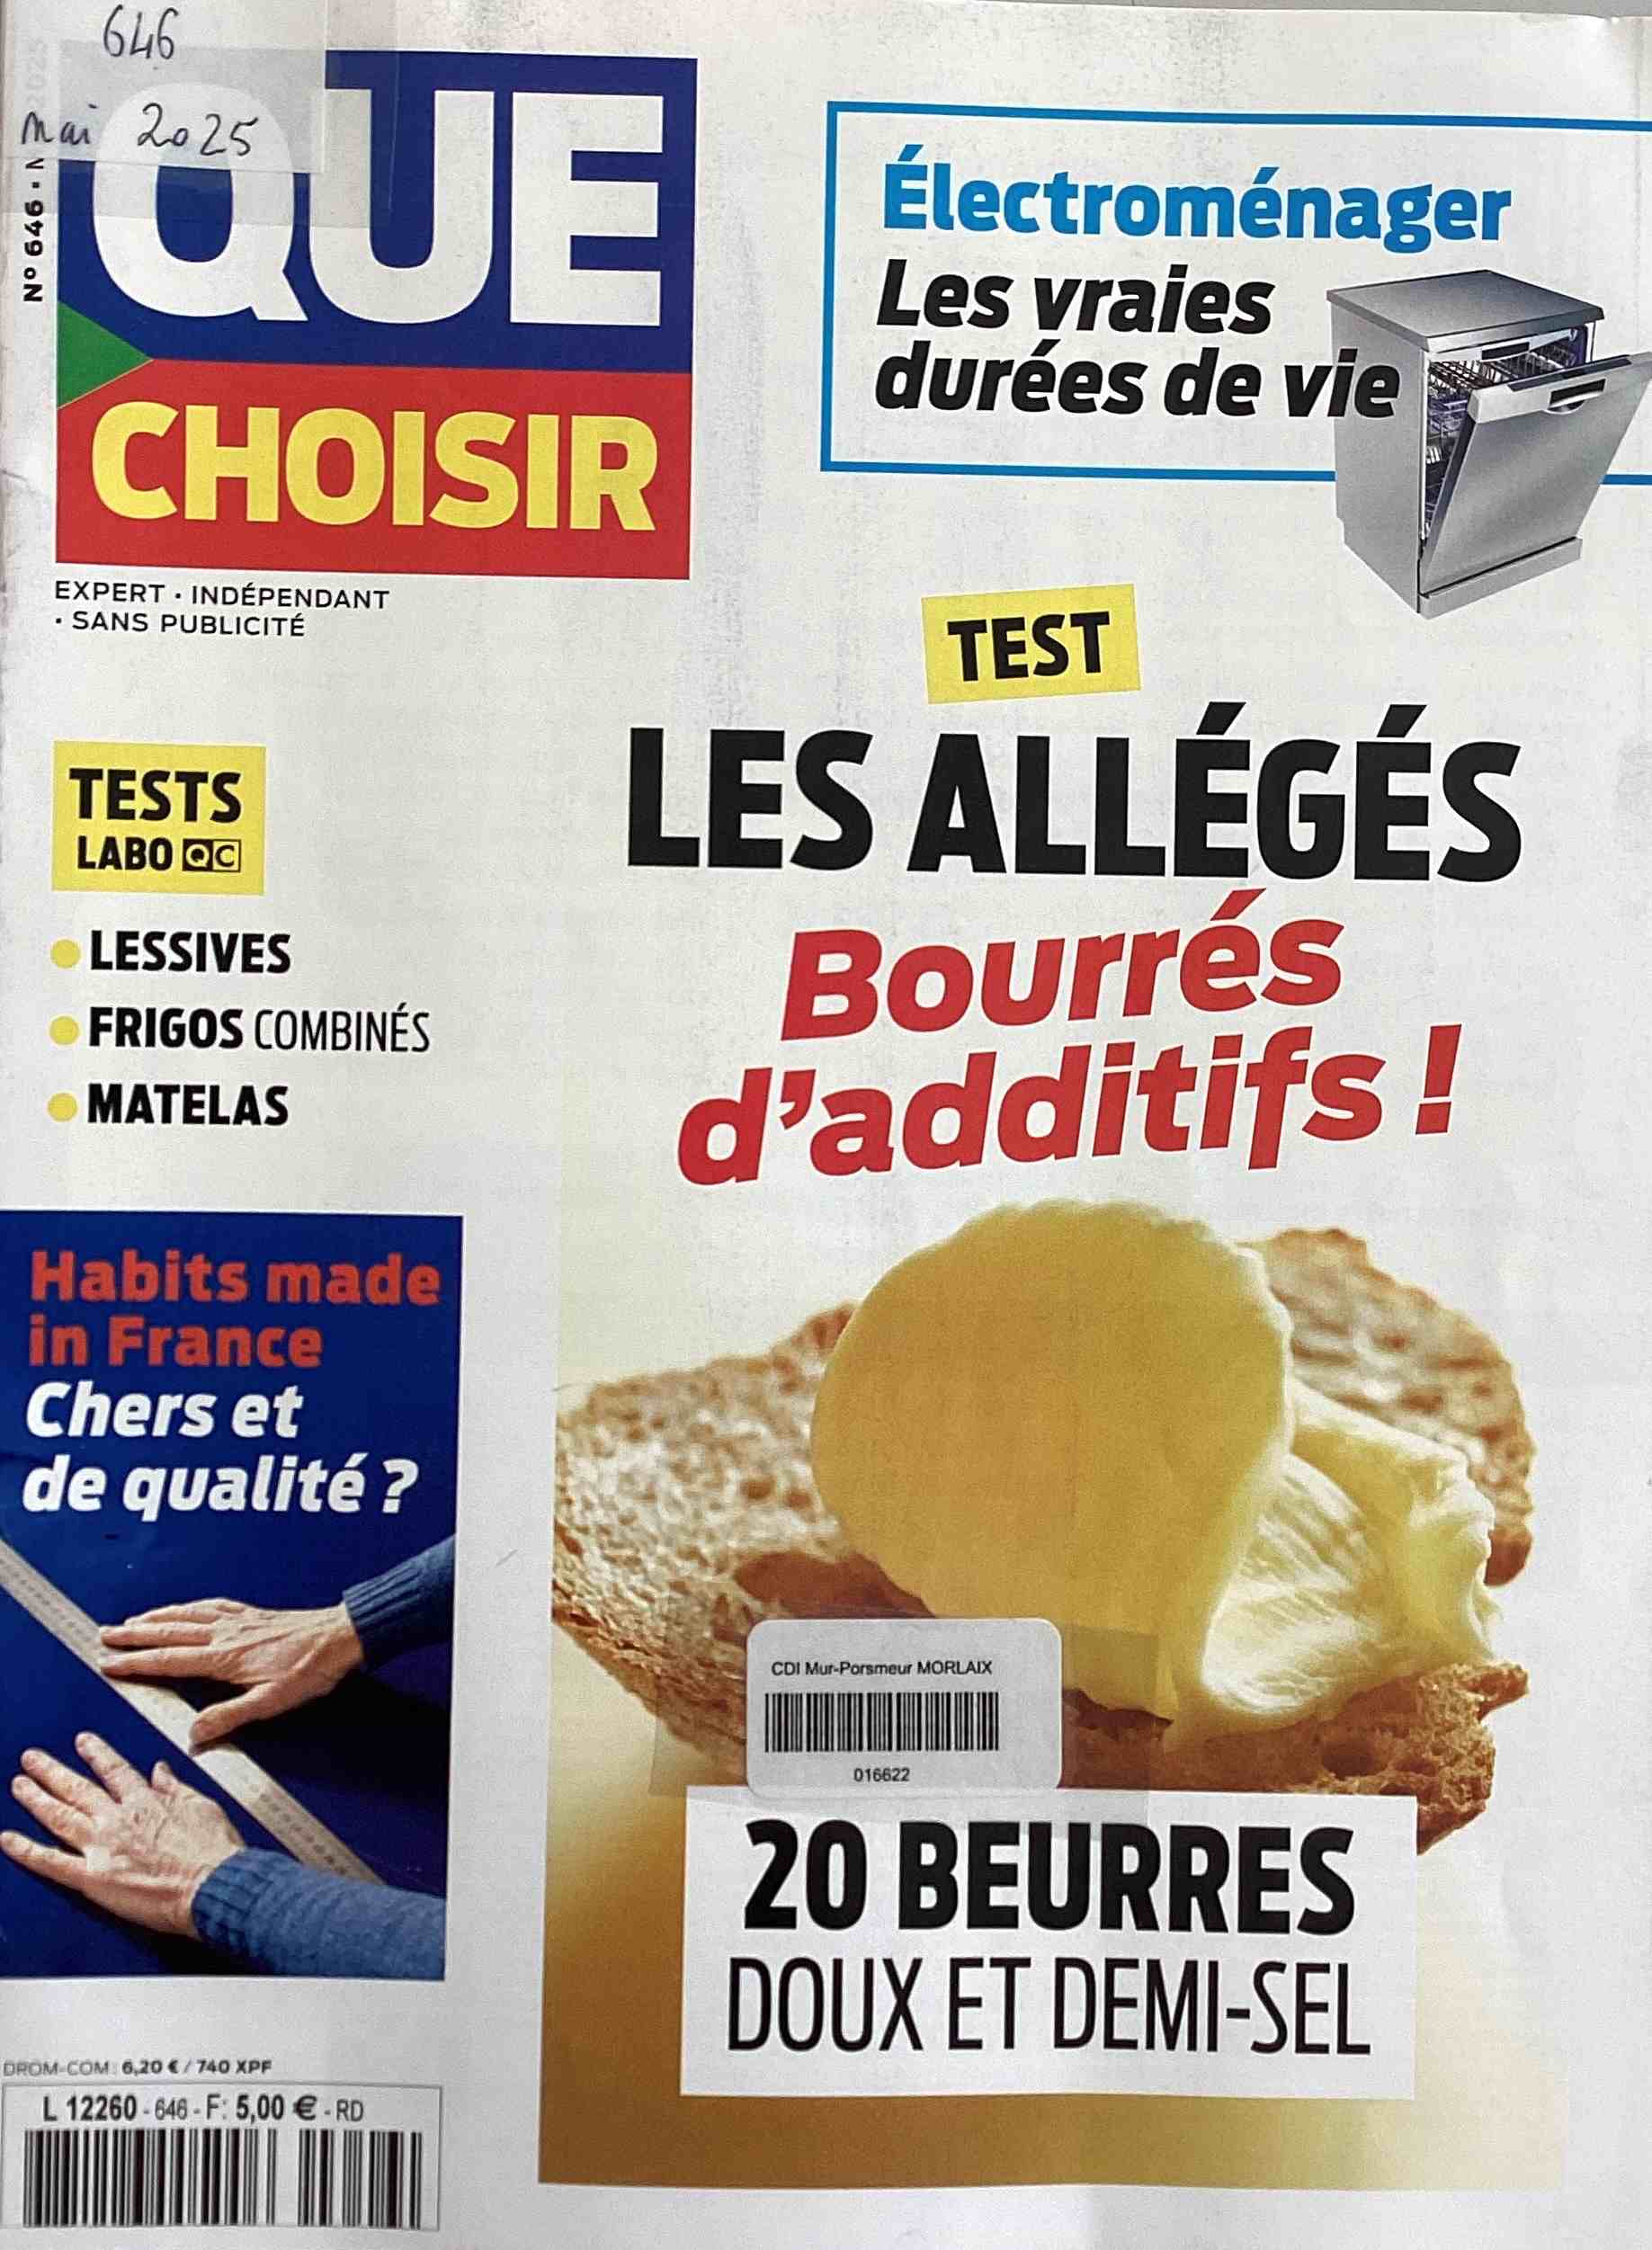 646
Mai 2025
N° 646
QUE
CHOISIR
EXPERT • INDÉPENDANT
• SANS PUBLICITÉ
Électroménager
Les vraies
durées de vie
TEST
LES ALLÉGÉS
Bourrés
d'additifs !
TESTS
LABO QC
LESSIVES
FRIGOS COMBINÉS
MATELAS
Habits made
in France
Chers et
de qualité ?
CDI Mur-Porsmeur MORLAIX
016622
20 BEURRES
DOUX ET DEMI-SEL
DROM-COM : 6,20 € / 740 XPF
L 12260 - 646 - F: 5,00 € - RD